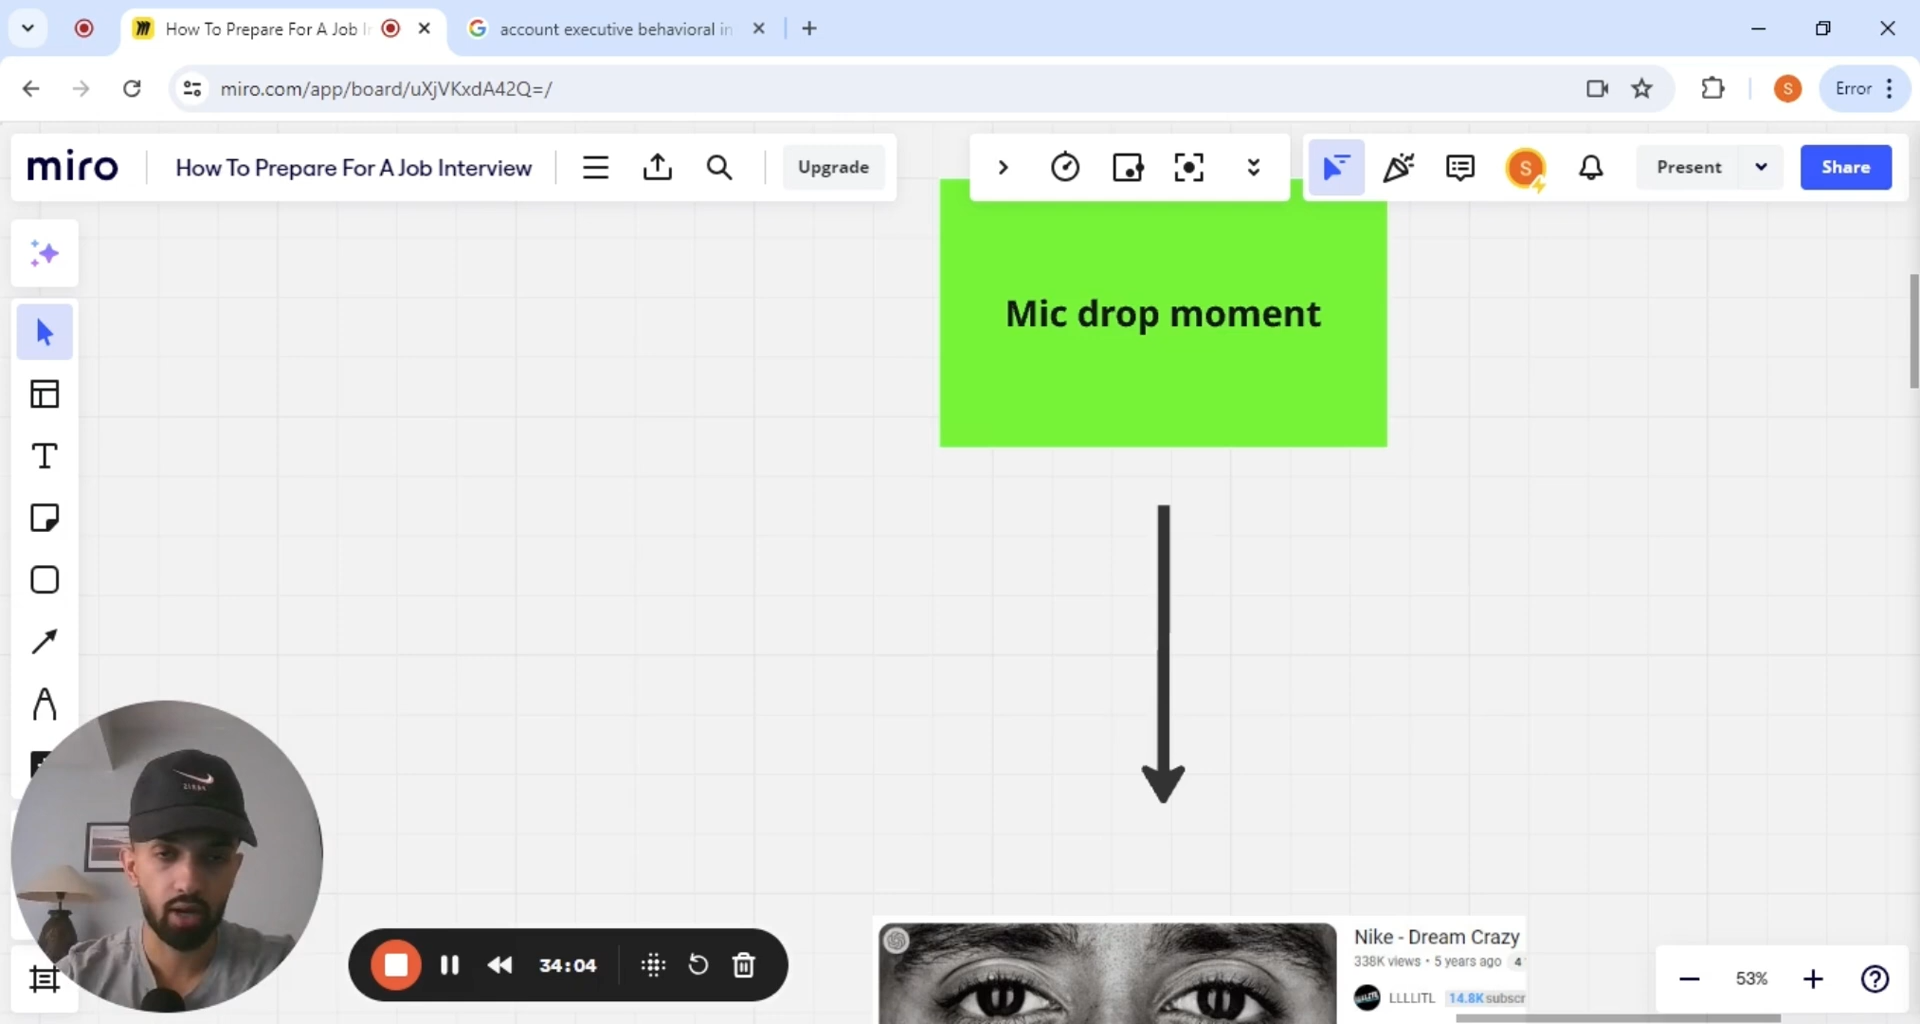 How To Prepare For A Job Ir
account executive behavioral in
miro.com/app/board/uXjVKxdA42Q=/
S
Error
miro
How To Prepare For A Job Interview
Upgrade
S
Present
Share
Mic drop moment
34:04
Nike - Dream Crazy
338K views • 5 years ago 4
LLLLITL 14.8K subscr
53%